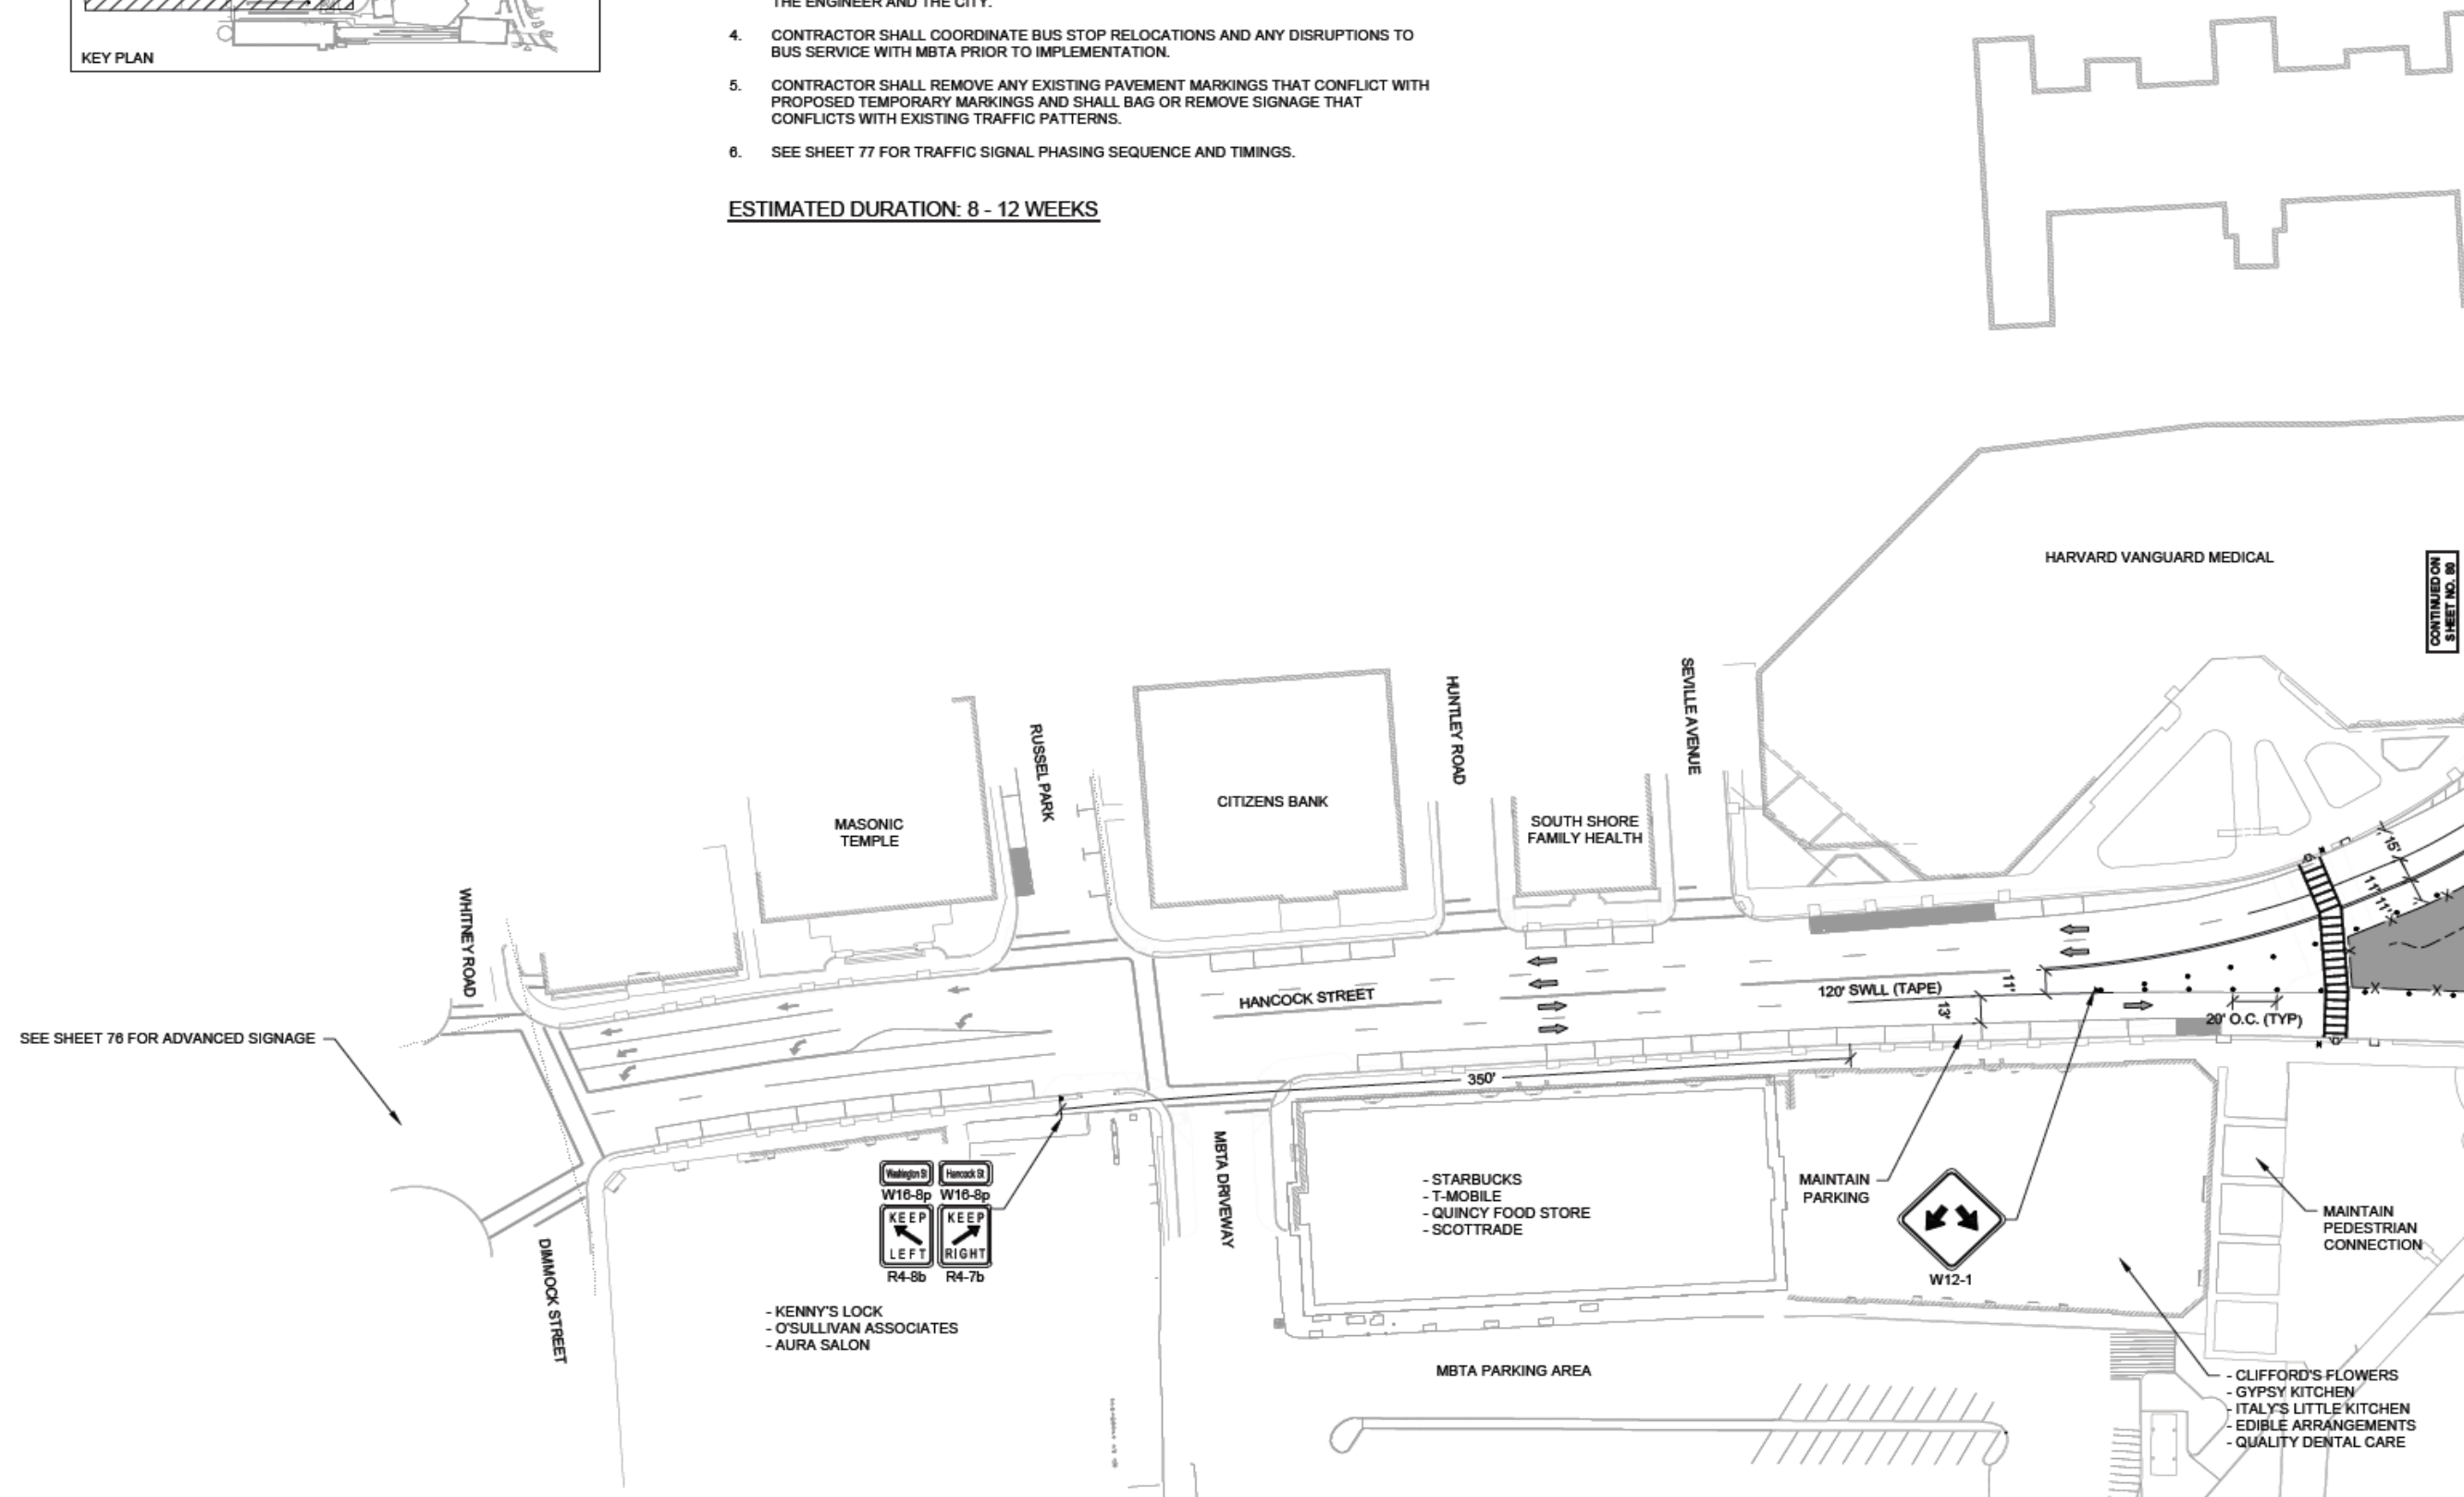 THE ENGINEER AND THE CITY.
4. CONTRACTOR SHALL COORDINATE BUS STOP RELOCATIONS AND ANY DISRUPTIONS TO
BUS SERVICE WITH MBTA PRIOR TO IMPLEMENTATION.
KEY PLAN
5. CONTRACTOR SHALL REMOVE ANY EXISTING PAVEMENT MARKINGS THAT CONFLICT WITH
PROPOSED TEMPORARY MARKINGS AND SHALL BAG OR REMOVE SIGNAGE THAT
CONFLICTS WITH EXISTING TRAFFIC PATTERNS.
6. SEE SHEET 77 FOR TRAFFIC SIGNAL PHASING SEQUENCE AND TIMINGS.
ESTIMATED DURATION: 8 - 12 WEEKS
HARVARD VANGUARD MEDICAL
CONTINUED ON
SHEET NO. 80
SEVILLE AVENUE
HUNTLEY ROAD
RUSSEL PARK
CITIZENS BANK
MASONIC
TEMPLE
SOUTH SHORE
FAMILY HEALTH
WHITNEY ROAD
15'
11'
11'
HANCOCK STREET
120' SWLL (TAPE)
11'
13'
20' O.C. (TYP)
SEE SHEET 76 FOR ADVANCED SIGNAGE
350'
MBTA DRIVEWAY
Washington St
Hancock St
W16-8p
W16-8p
KEEP
LEFT
KEEP
RIGHT
R4-8b
R4-7b
- STARBUCKS
- T-MOBILE
- QUINCY FOOD STORE
- SCOTTRADE
MAINTAIN
PARKING
MAINTAIN
PEDESTRIAN
CONNECTION
W12-1
DIMMOCK STREET
- KENNY'S LOCK
- O'SULLIVAN ASSOCIATES
- AURA SALON
MBTA PARKING AREA
- CLIFFORD'S FLOWERS
- GYPSY KITCHEN
- ITALY'S LITTLE KITCHEN
- EDIBLE ARRANGEMENTS
- QUALITY DENTAL CARE